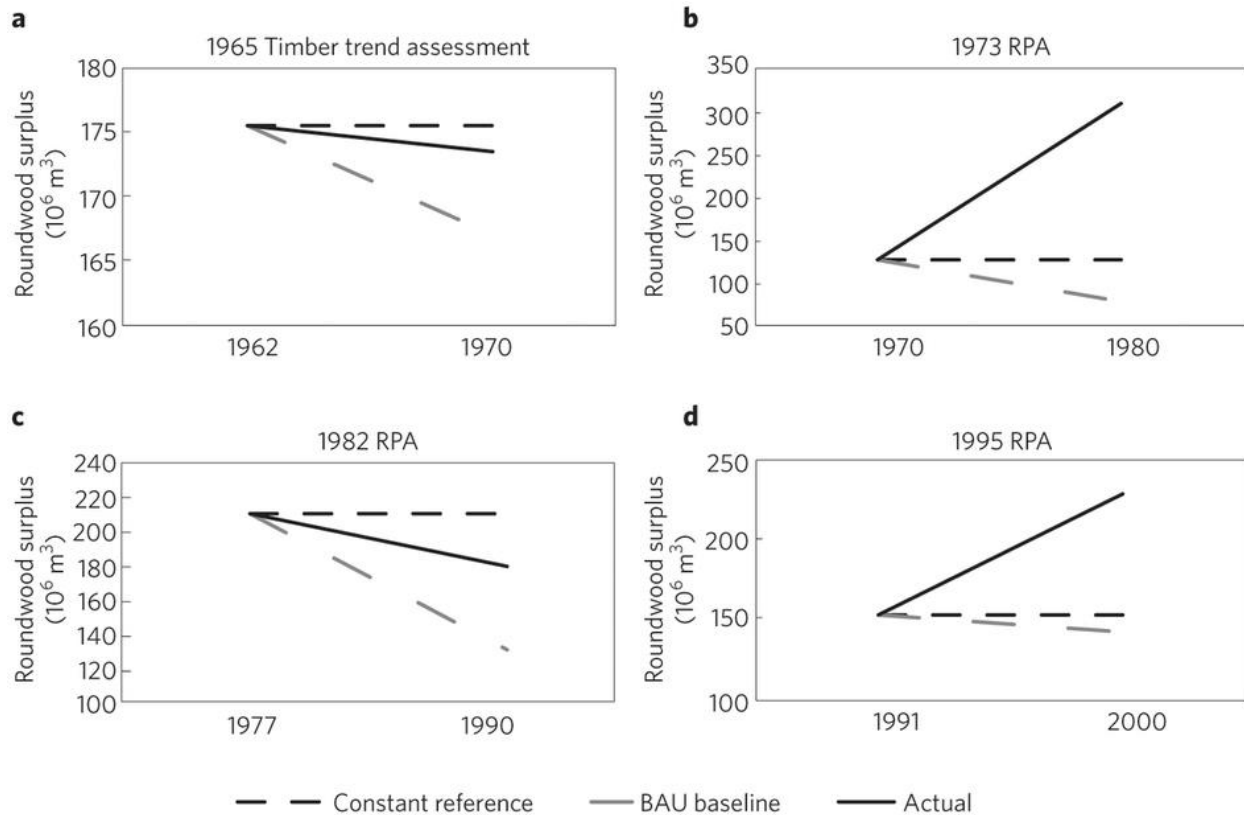 a
1965 Timber trend assessment
Roundwood surplus
(10⁶ m³)
180
175
170
165
160
1962 1970
b
1973 RPA
Roundwood surplus
(10⁶ m³)
350
300
250
200
150
100
50
1970 1980
c
1982 RPA
Roundwood surplus
(10⁶ m³)
240
220
200
180
160
140
120
100
1977 1990
d
1995 RPA
Roundwood surplus
(10⁶ m³)
250
200
150
100
1991 2000
Constant reference BAU baseline Actual